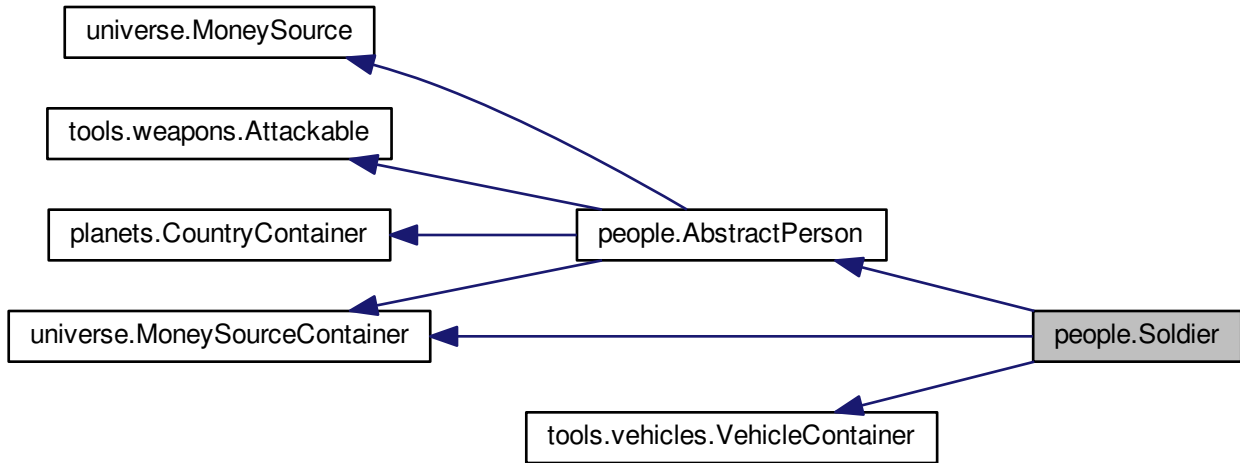 universe.MoneySource
tools.weapons.Attackable
planets.CountryContainer
people.AbstractPerson
universe.MoneySourceContainer
people.Soldier
tools.vehicles.VehicleContainer